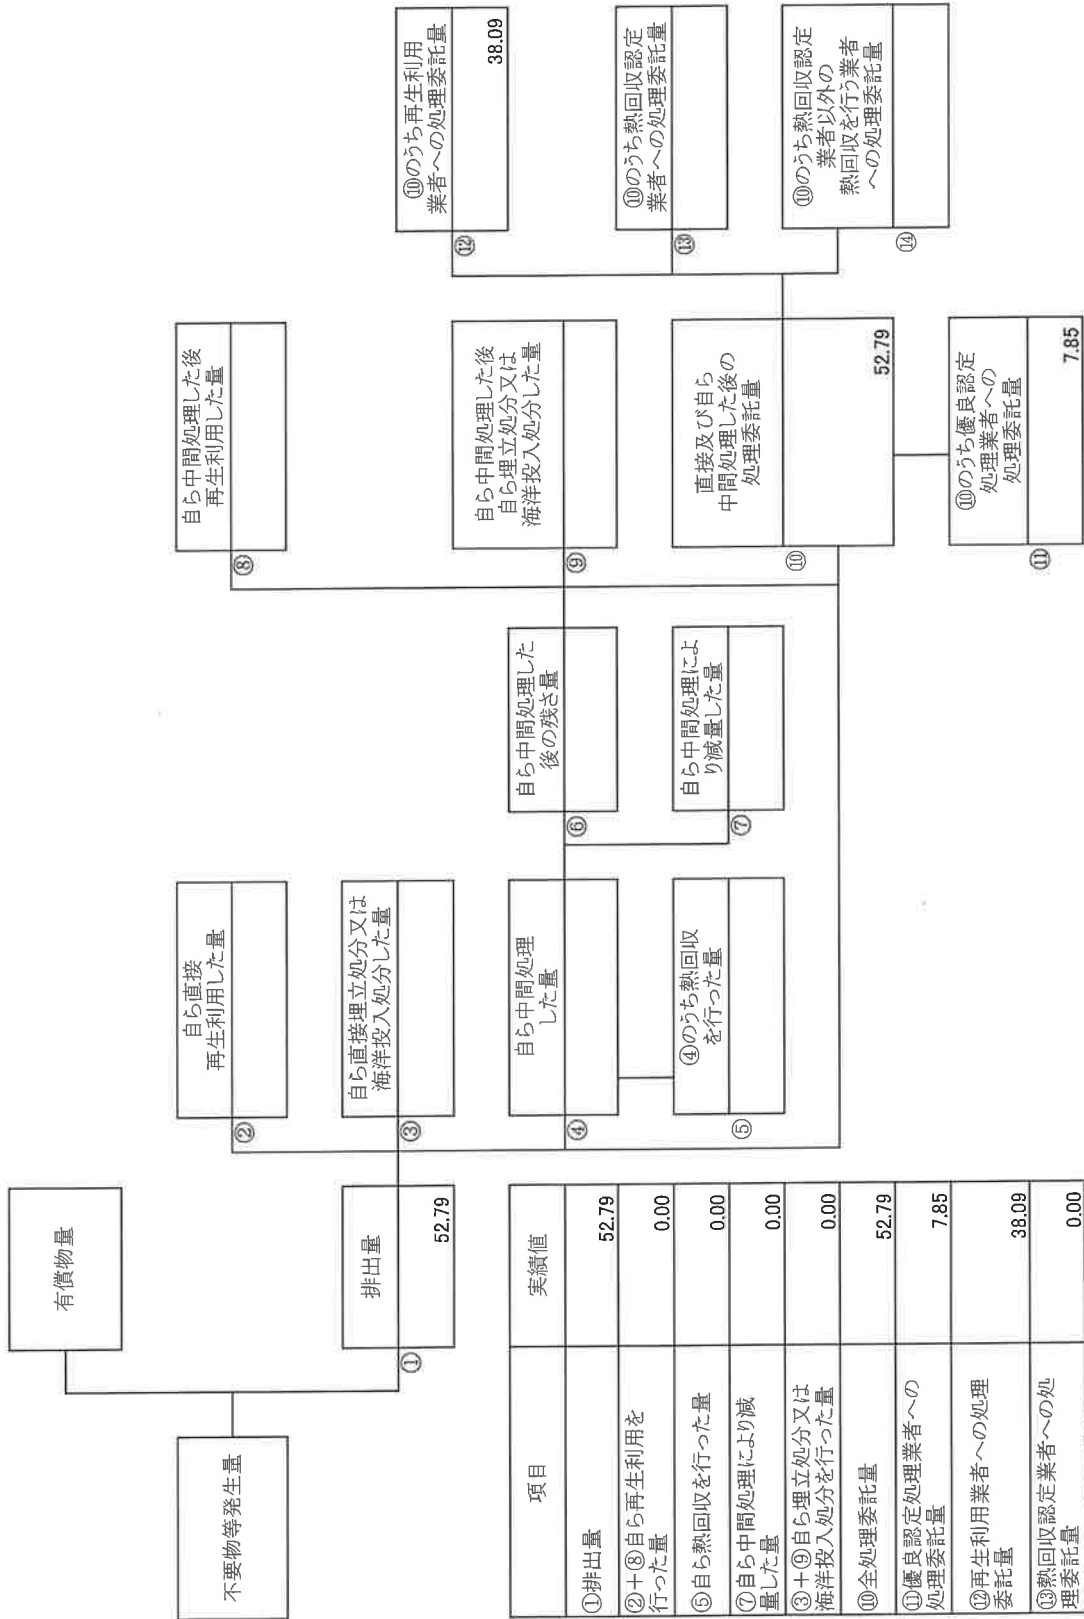 不要物等発生量
有償物量
①
排出量
52.79
②
自ら直接
再生利用した量
③
自ら直接埋立処分又は
海洋投入処分した量
④
自ら中間処理
した量
⑤
④のうち熱回収
を行った量
⑥
自ら中間処理した
後の残さ量
⑦
自ら中間処理によ
り減量した量
⑧
自ら中間処理した後
再生利用した量
⑨
自ら中間処理した後
自ら埋立処分又は
海洋投入処分した量
⑩
直接及び自ら
中間処理した後の
処理委託量
52.79
⑪
⑩のうち優良認定
処理業者への
処理委託量
7.85
⑫
⑩のうち再生利用
業者への処理委託量
38.09
⑬
⑩のうち熱回収認定
業者への処理委託量
⑭
⑩のうち熱回収認定
業者以外の
熱回収を行う業者
への処理委託量
項目 実績値
①排出量 52.79
②＋⑧自ら再生利用を
行った量 0.00
⑤自ら熱回収を行った量 0.00
⑦自ら中間処理により減
量した量 0.00
③＋⑨自ら埋立処分又は
海洋投入処分を行った量 0.00
⑩全処理委託量 52.79
⑪優良認定処理業者への
処理委託量 7.85
⑫再生利用業者への処理
委託量 38.09
⑬熱回収認定業者への処
理委託量 0.00